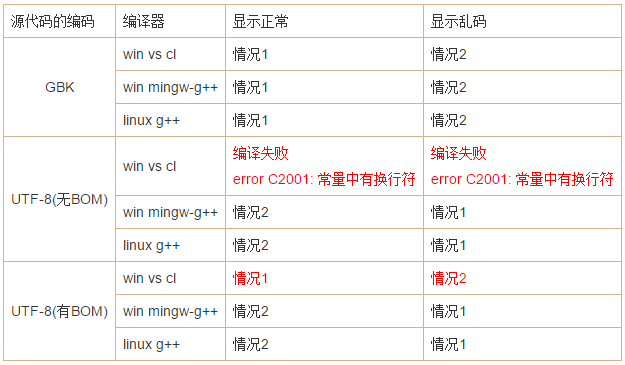 源代码的编码 编译器 显示正常 显示乱码
GBK
win vs cl 情况1 情况2
win mingw-g++ 情况1 情况2
linux g++ 情况1 情况2
UTF-8(无BOM)
win vs cl
编译失败
error C2001: 常量中有换行符
编译失败
error C2001: 常量中有换行符
win mingw-g++ 情况2 情况1
linux g++ 情况2 情况1
UTF-8(有BOM)
win vs cl 情况1 情况2
win mingw-g++ 情况2 情况1
linux g++ 情况2 情况1